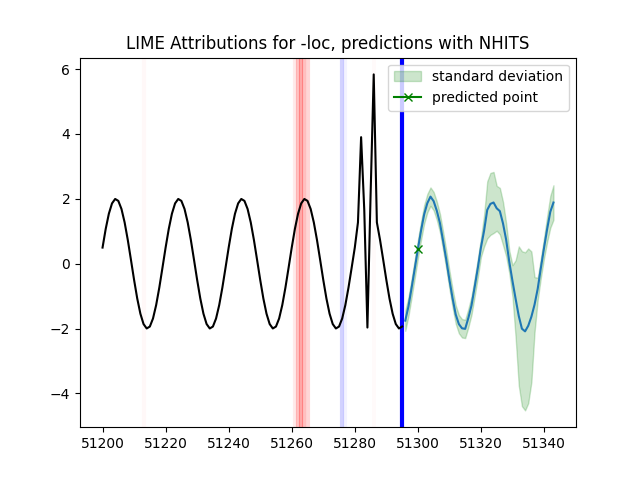 LIME Attributions for -loc, predictions with NHITS
6
4
2
0
−2
−4
standard deviation
predicted point
51200 51220 51240 51260 51280 51300 51320 51340